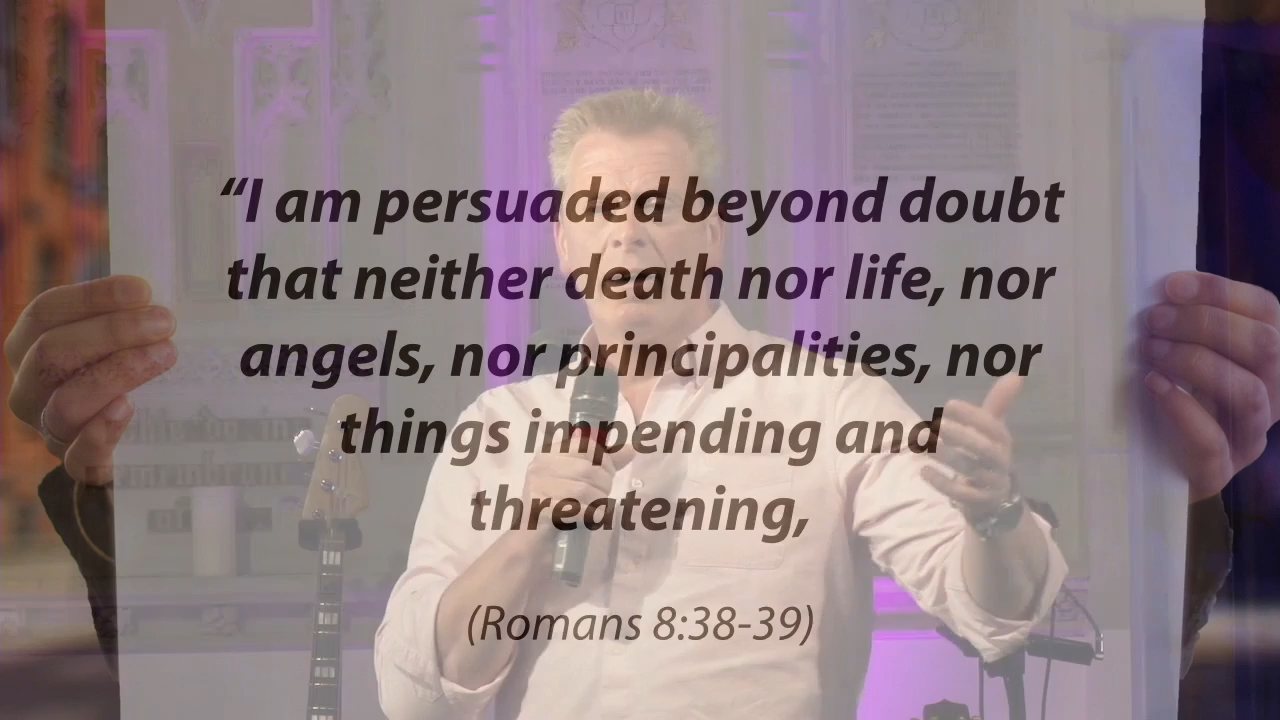 “I am persuaded beyond doubt
that neither death nor life, nor
angels, nor principalities, nor
things impending and
threatening,
(Romans 8:38-39)